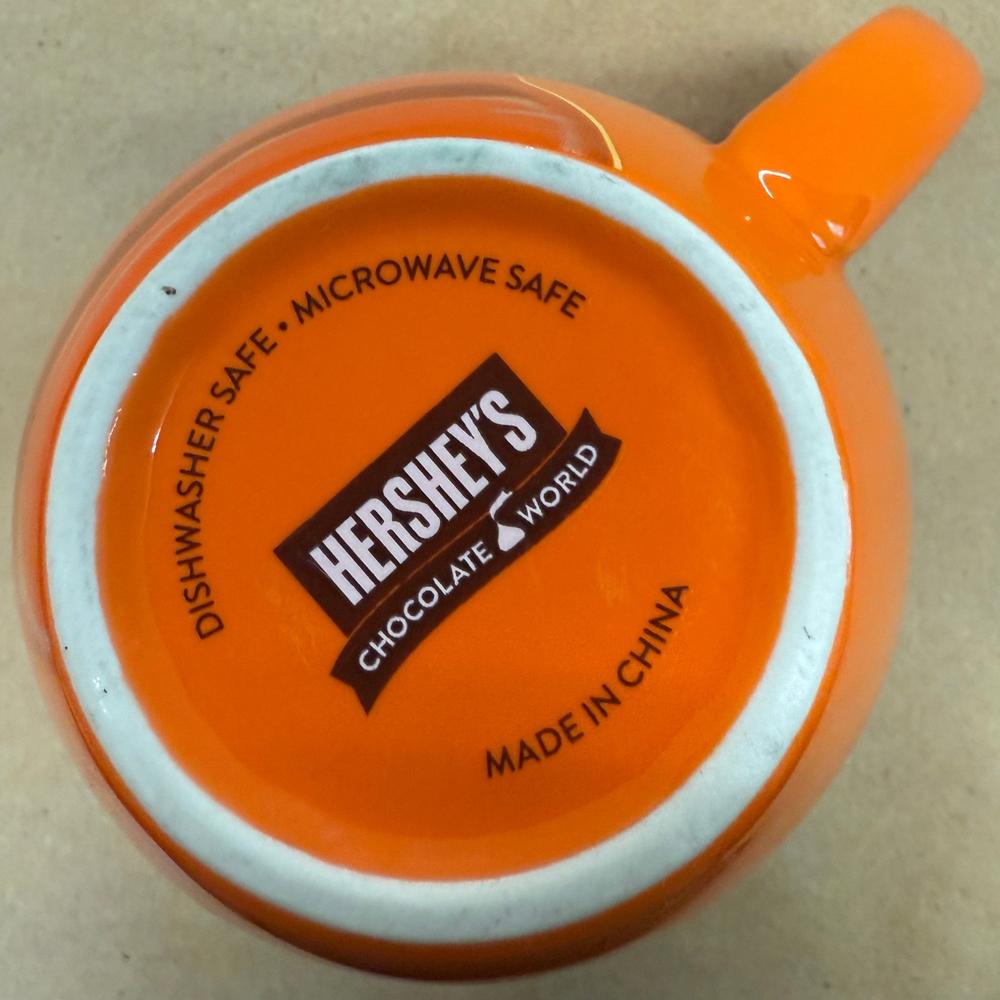 DISHWASHER SAFE • MICROWAVE SAFE
HERSHEY'S
CHOCOLATE WORLD
MADE IN CHINA